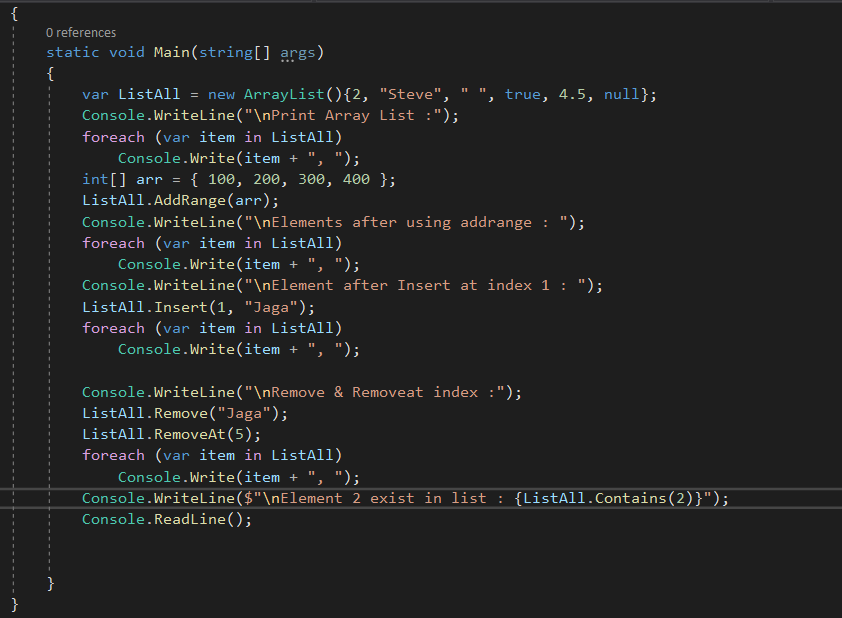 {
0 references
static void Main(string[] args)
{
var ListAll = new ArrayList(){2, "Steve", " ", true, 4.5, null};
Console.WriteLine("\nPrint Array List :");
foreach (var item in ListAll)
Console.Write(item + ", ");
int[] arr = { 100, 200, 300, 400 };
ListAll.AddRange(arr);
Console.WriteLine("\nElements after using addrange : ");
foreach (var item in ListAll)
Console.Write(item + ", ");
Console.WriteLine("\nElement after Insert at index 1 : ");
ListAll.Insert(1, "Jaga");
foreach (var item in ListAll)
Console.Write(item + ", ");
Console.WriteLine("\nRemove & Removeat index :");
ListAll.Remove("Jaga");
ListAll.RemoveAt(5);
foreach (var item in ListAll)
Console.Write(item + ", ");
Console.WriteLine($"\nElement 2 exist in list : {ListAll.Contains(2)}");
Console.ReadLine();
}
}